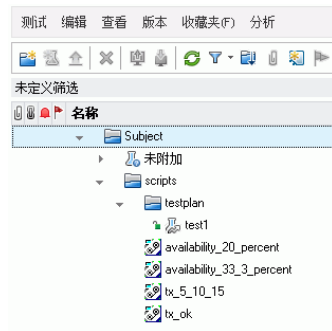 测试 编辑 查看 版本 收藏夹(F) 分析
未定义筛选
名称
Subject
未附加
scripts
testplan
test1
availability_20_percent
availability_33_3_percent
tx_5_10_15
tx_ok